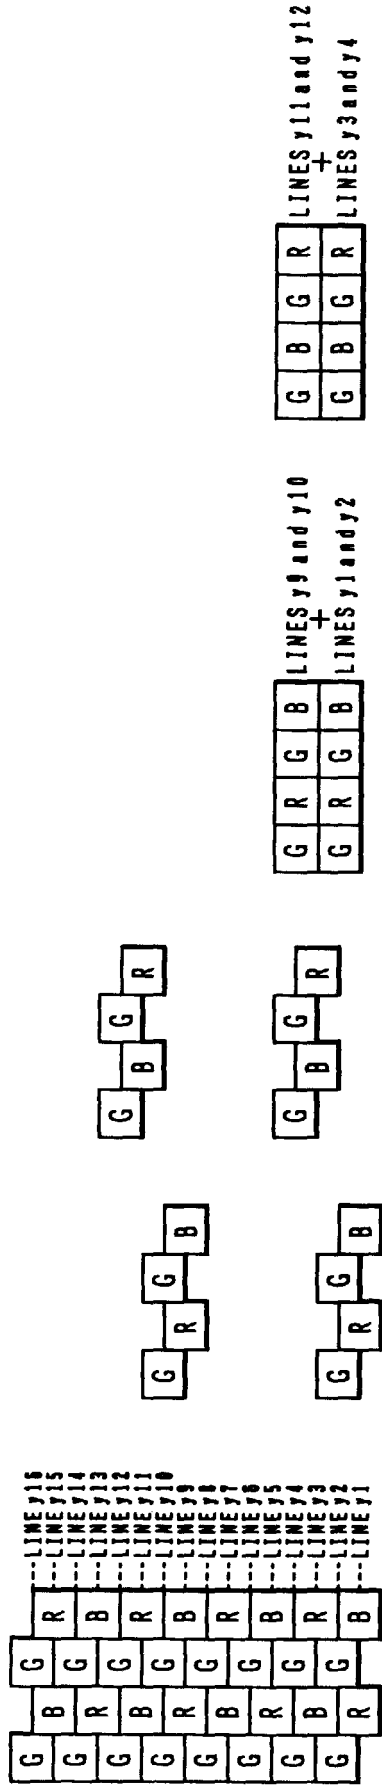 G G ---LINE y16
B R ---LINE y15
G G ---LINE y14
R B ---LINE y13
G G ---LINE y12
B R ---LINE y11
G G ---LINE y10
R B ---LINE y9
G G ---LINE y8
B R ---LINE y7
G G ---LINE y6
R B ---LINE y5
G G ---LINE y4
B R ---LINE y3
G G ---LINE y2
R B ---LINE y1
G G
R B
G G
R B
G G
B R
G G
B R
G R G B LINES y9 and y10
+
G R G B LINES y1 and y2
G B G R LINES y11 and y12
+
G B G R LINES y3 and y4